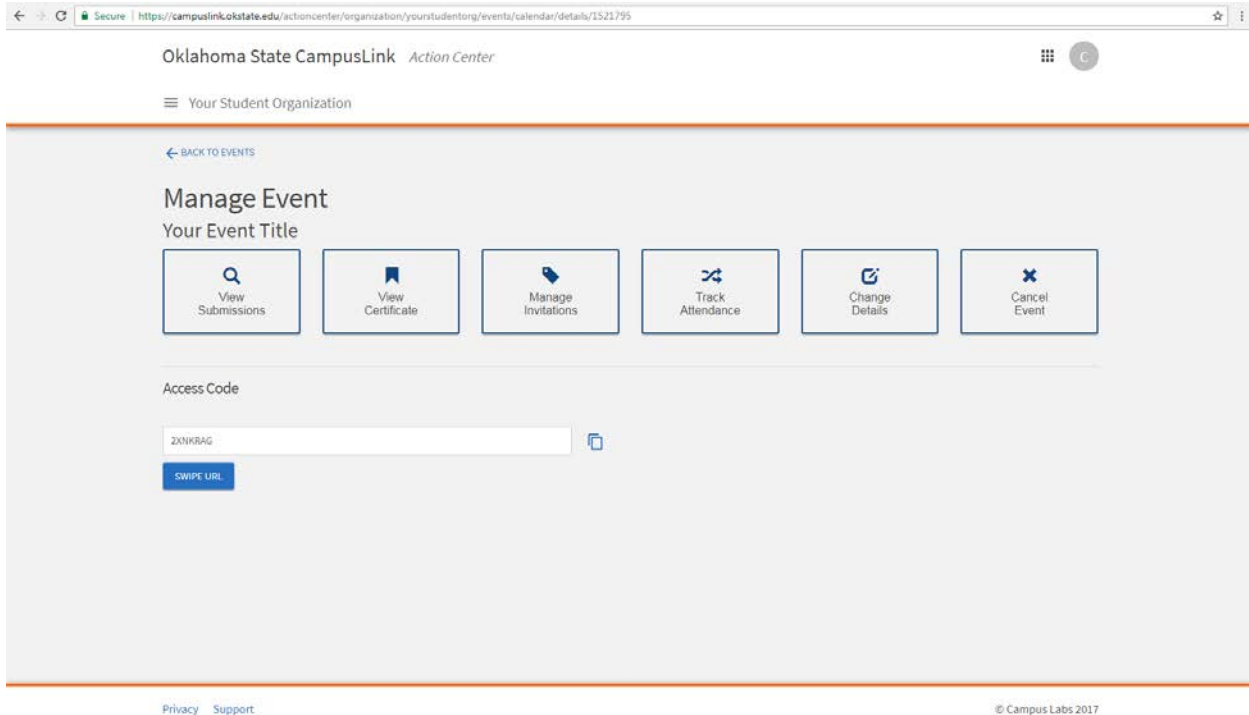 Secure | https://campuslink.okstate.edu/actioncenter/organization/yourstudentorg/events/calendar/details/1521795
Oklahoma State CampusLink Action Center
C
Your Student Organization
BACK TO EVENTS
Manage Event
Your Event Title
View
Submissions
View
Certificate
Manage
Invitations
Track
Attendance
Change
Details
Cancel
Event
Access Code
2XNKRAG
SWIPE URL
Privacy Support
© Campus Labs 2017